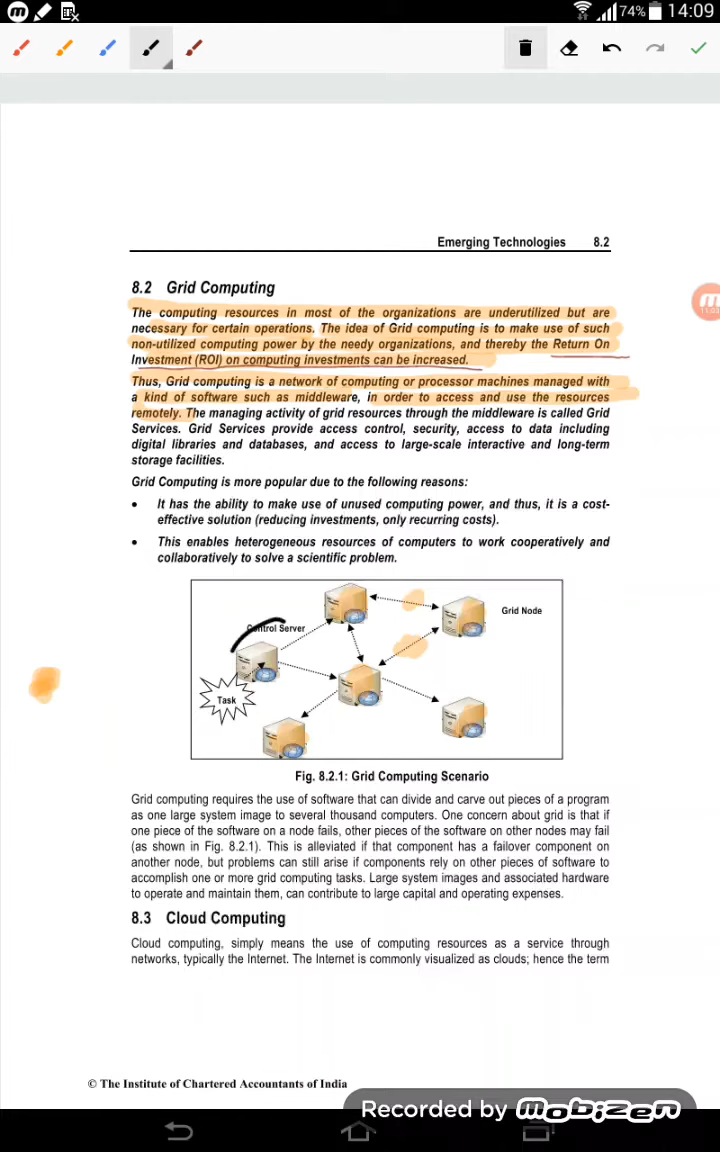 74% 14:09
Emerging Technologies 8.2
8.2 Grid Computing
The computing resources in most of the organizations are underutilized but are
necessary for certain operations. The idea of Grid computing is to make use of such
non-utilized computing power by the needy organizations, and thereby the Return On
Investment (ROI) on computing investments can be increased.
Thus, Grid computing is a network of computing or processor machines managed with
a kind of software such as middleware, in order to access and use the resources
remotely. The managing activity of grid resources through the middleware is called Grid
Services. Grid Services provide access control, security, access to data including
digital libraries and databases, and access to large-scale interactive and long-term
storage facilities.
Grid Computing is more popular due to the following reasons:
• It has the ability to make use of unused computing power, and thus, it is a cost-
effective solution (reducing investments, only recurring costs).
• This enables heterogeneous resources of computers to work cooperatively and
collaboratively to solve a scientific problem.
Grid Node
Control Server
Task
Fig. 8.2.1: Grid Computing Scenario
Grid computing requires the use of software that can divide and carve out pieces of a program
as one large system image to several thousand computers. One concern about grid is that if
one piece of the software on a node fails, other pieces of the software on other nodes may fail
(as shown in Fig. 8.2.1). This is alleviated if that component has a failover component on
another node, but problems can still arise if components rely on other pieces of software to
accomplish one or more grid computing tasks. Large system images and associated hardware
to operate and maintain them, can contribute to large capital and operating expenses.
8.3 Cloud Computing
Cloud computing, simply means the use of computing resources as a service through
networks, typically the Internet. The Internet is commonly visualized as clouds; hence the term
© The Institute of Chartered Accountants of India
Recorded by mobizen